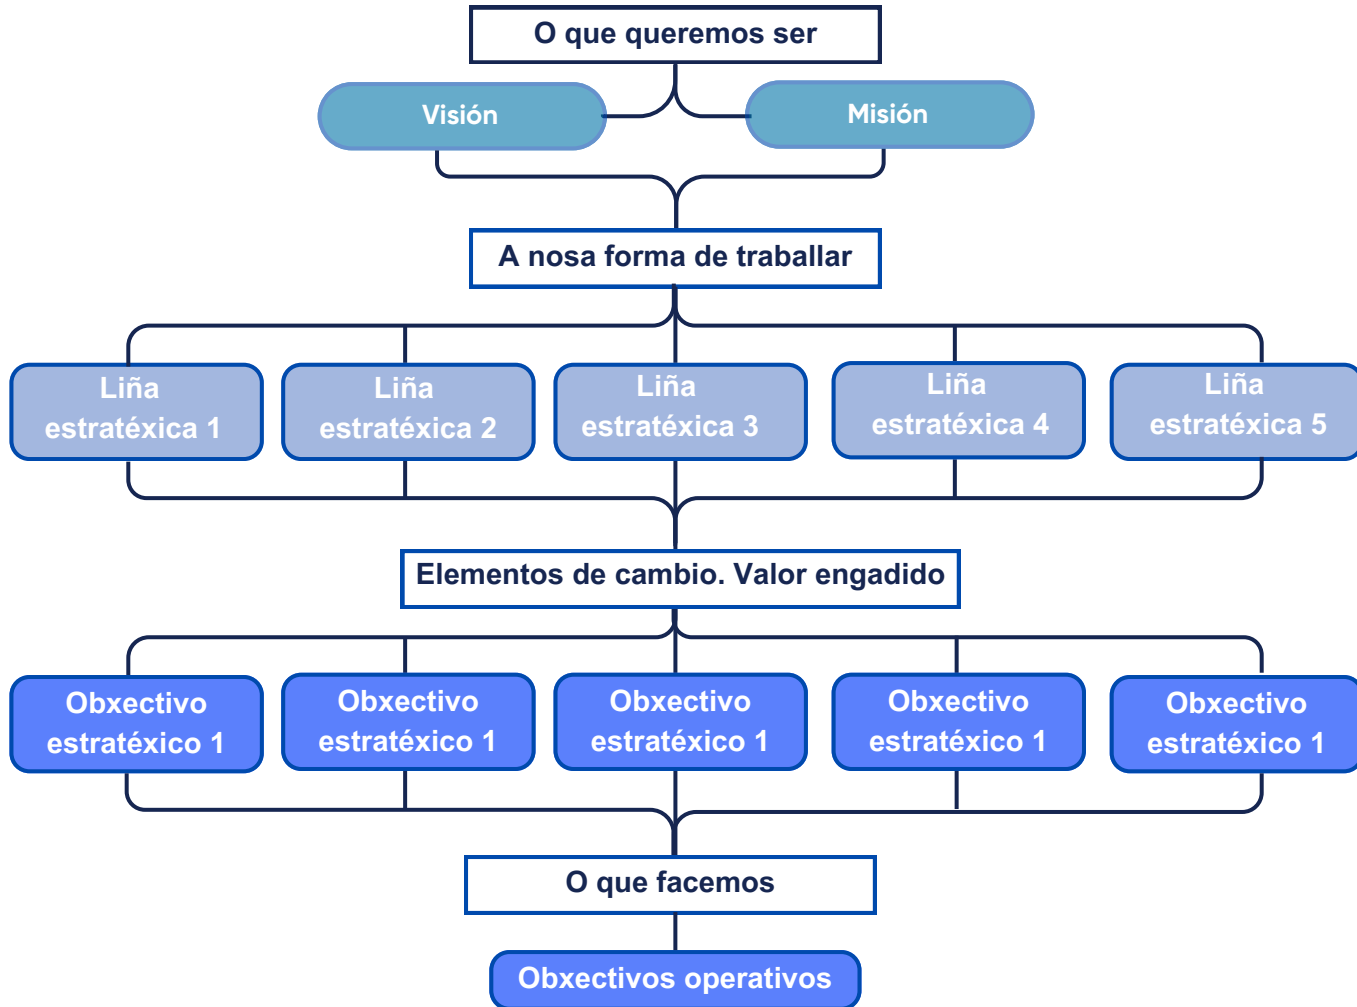 O que queremos ser
Visión
Misión
A nosa forma de traballar
Liña
estratéxica 1
Liña
estratéxica 2
Liña
estratéxica 3
Liña
estratéxica 4
Liña
estratéxica 5
Elementos de cambio. Valor engadido
Obxectivo
estratéxico 1
Obxectivo
estratéxico 1
Obxectivo
estratéxico 1
Obxectivo
estratéxico 1
Obxectivo
estratéxico 1
O que facemos
Obxectivos operativos